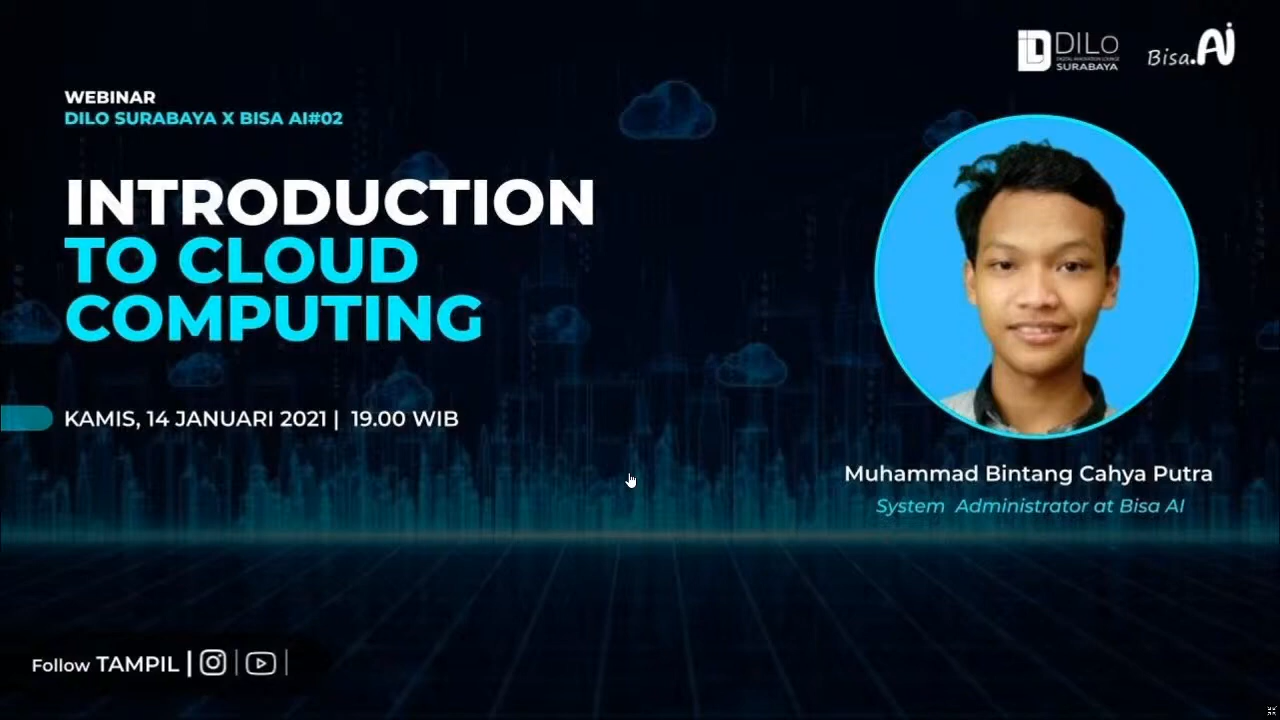 DILo
SURABAYA
Bisa.AI
WEBINAR
DILO SURABAYA X BISA AI#02
INTRODUCTION
TO CLOUD
COMPUTING
KAMIS, 14 JANUARI 2021 | 19.00 WIB
Muhammad Bintang Cahya Putra
System Administrator at Bisa AI
Follow TAMPIL | | |